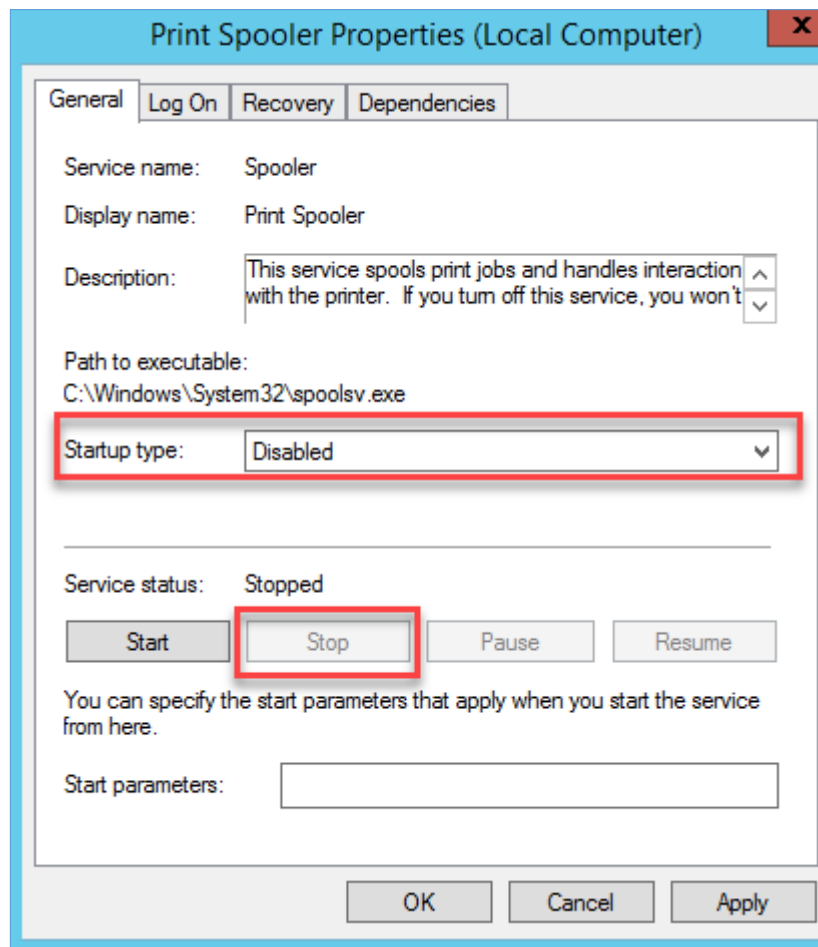 Print Spooler Properties (Local Computer)
x
General Log On Recovery Dependencies
Service name: Spooler
Display name: Print Spooler
Description: This service spools print jobs and handles interaction
with the printer. If you turn off this service, you won't
Path to executable:
C:\Windows\System32\spoolsv.exe
Startup type: Disabled
Service status: Stopped
Start Stop Pause Resume
You can specify the start parameters that apply when you start the service
from here.
Start parameters:
OK Cancel Apply